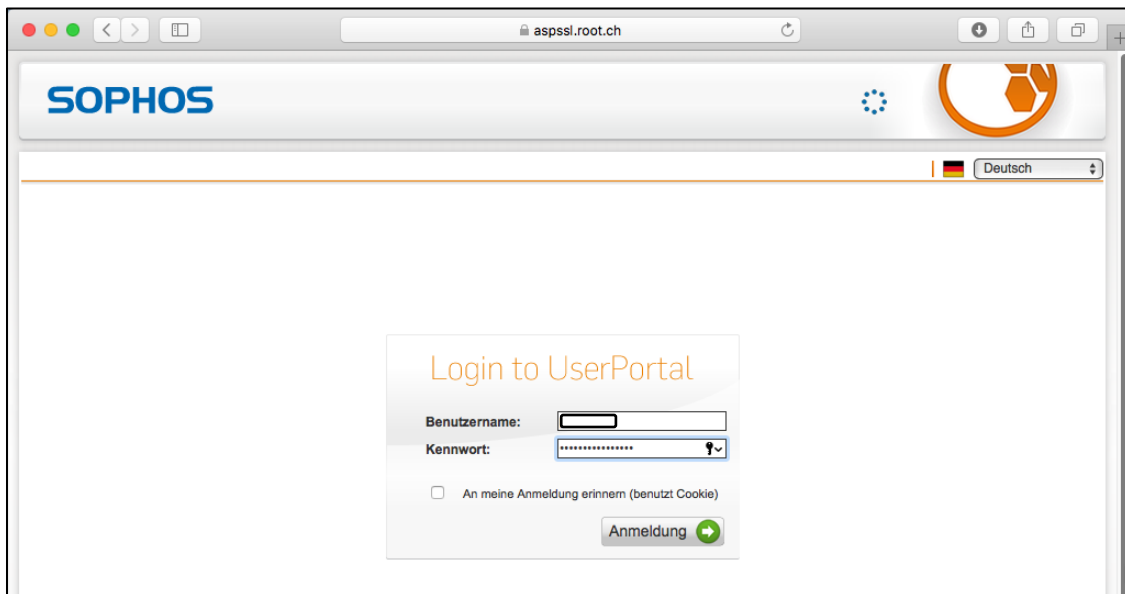 aspssl.root.ch
SOPHOS
Deutsch
Login to UserPortal
Benutzername:
Kennwort:
An meine Anmeldung erinnern (benutzt Cookie)
Anmeldung